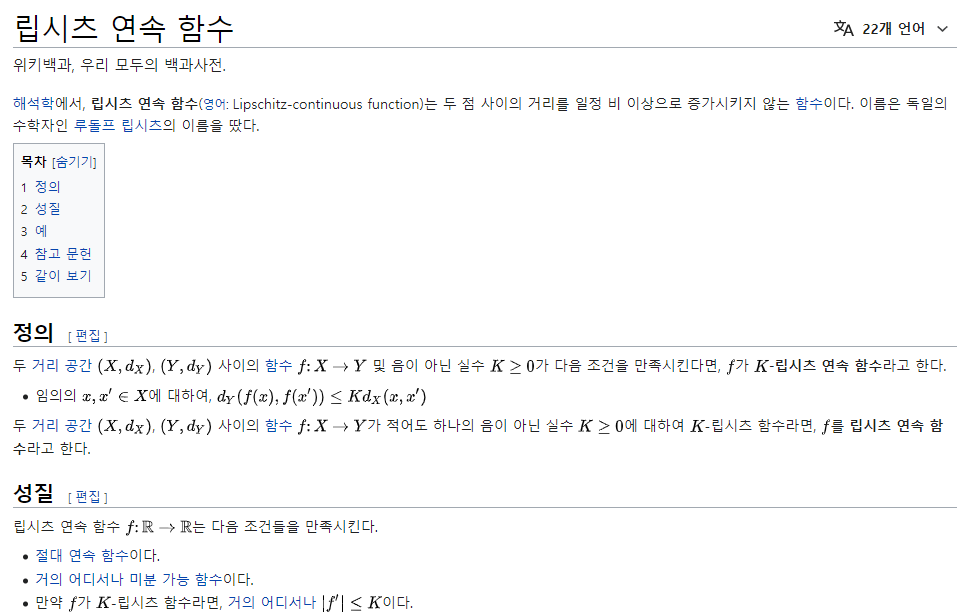 립시츠 연속 함수
22개 언어
위키백과, 우리 모두의 백과사전.
해석학에서, 립시츠 연속 함수(영어: Lipschitz-continuous function)는 두 점 사이의 거리를 일정 비 이상으로 증가시키지 않는 함수이다. 이름은 독일의
수학자인 루돌프 립시츠의 이름을 땄다.
목차 [숨기기]
1 정의
2 성질
3 예
4 참고 문헌
5 같이 보기
정의 [편집]
두 거리 공간 (X, d_X), (Y, d_Y) 사이의 함수 f: X → Y 및 음이 아닌 실수 K ≥ 0가 다음 조건을 만족시킨다면, f가 K-립시츠 연속 함수라고 한다.
• 임의의 x, x′ ∈ X에 대하여, d_Y(f(x), f(x′)) ≤ Kd_X(x, x′)
두 거리 공간 (X, d_X), (Y, d_Y) 사이의 함수 f: X → Y가 적어도 하나의 음이 아닌 실수 K ≥ 0에 대하여 K-립시츠 함수라면, f를 립시츠 연속 함
수라고 한다.
성질 [편집]
립시츠 연속 함수 f: ℝ → ℝ는 다음 조건들을 만족시킨다.
• 절대 연속 함수이다.
• 거의 어디서나 미분 가능 함수이다.
• 만약 f가 K-립시츠 함수라면, 거의 어디서나 |f′| ≤ K이다.